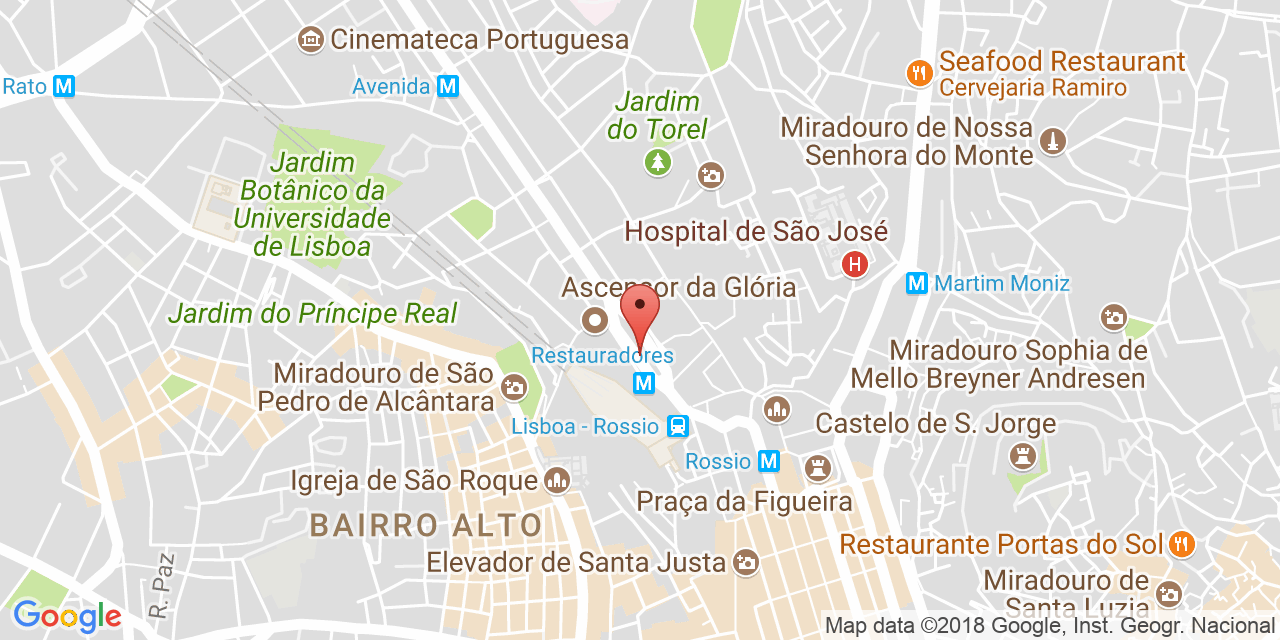 Cinemateca Portuguesa
Seafood Restaurant
Cervejaria Ramiro
Rato M
Avenida M
Jardim
do Torel
Miradouro de Nossa
Senhora do Monte
Jardim
Botânico da
Universidade
de Lisboa
Hospital de São José
H
Ascensor da Glória
M Martim Moniz
Jardim do Príncipe Real
Restauradores
M
Miradouro Sophia de
Mello Breyner Andresen
Miradouro de São
Pedro de Alcântara
Lisboa - Rossio
Castelo de S. Jorge
Rossio M
Igreja de São Roque
Praça da Figueira
BAIRRO ALTO
Restaurante Portas do Sol
Elevador de Santa Justa
R. Paz
Miradouro de
Santa Luzia
Google
Map data ©2018 Google, Inst. Geogr. Nacional